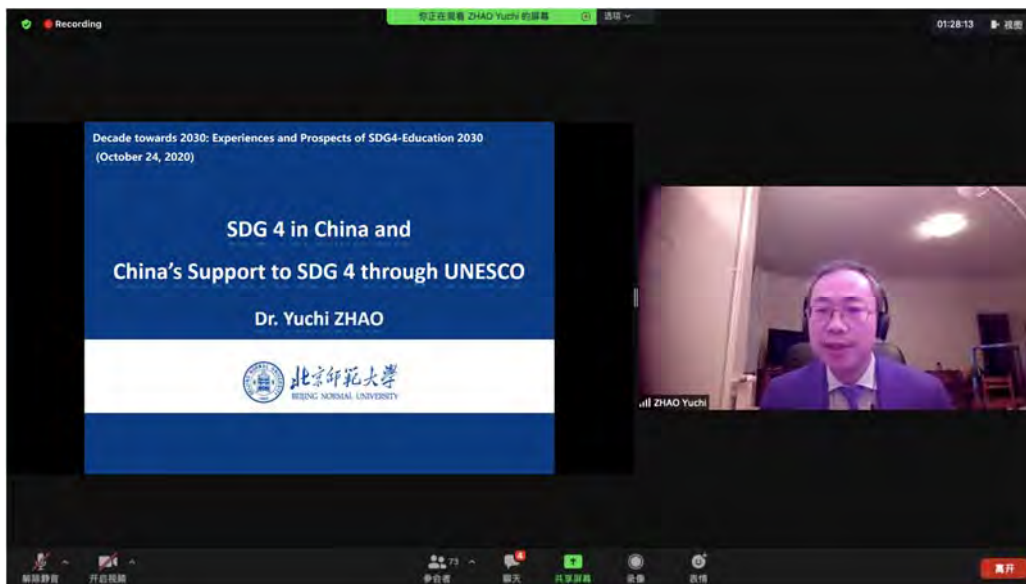 Recording
你正在观看 ZHAO Yuchi 的屏幕
选项
01:28:13
视图
Decade towards 2030: Experiences and Prospects of SDG4-Education 2030
(October 24, 2020)
SDG 4 in China and
China's Support to SDG 4 through UNESCO
Dr. Yuchi ZHAO
北京师范大学
BEIJING NORMAL UNIVERSITY
ZHAO Yuchi
解除静音
开启视频
73
参会者
4
聊天
共享屏幕
录像
表情
离开